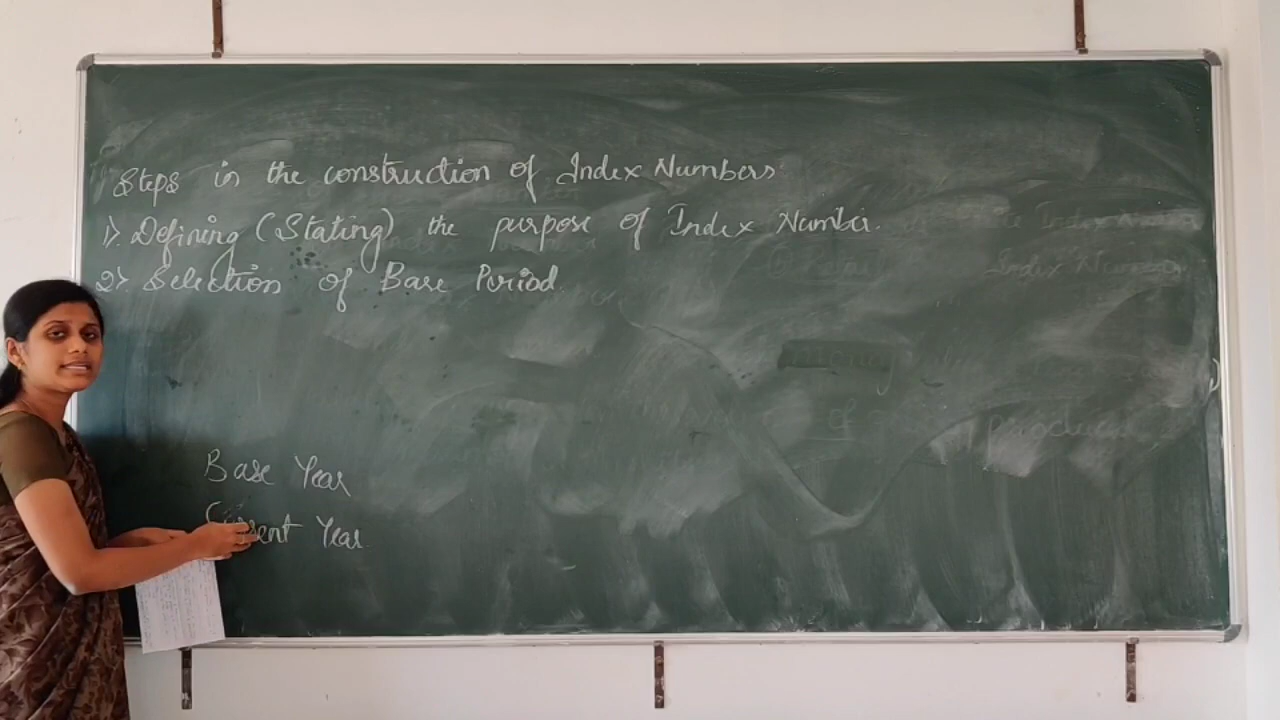 Steps in the construction of Index Numbers
1) Defining (Stating) the purpose of Index Number.
2) Selection of Base Period.
Base Year
Current Year